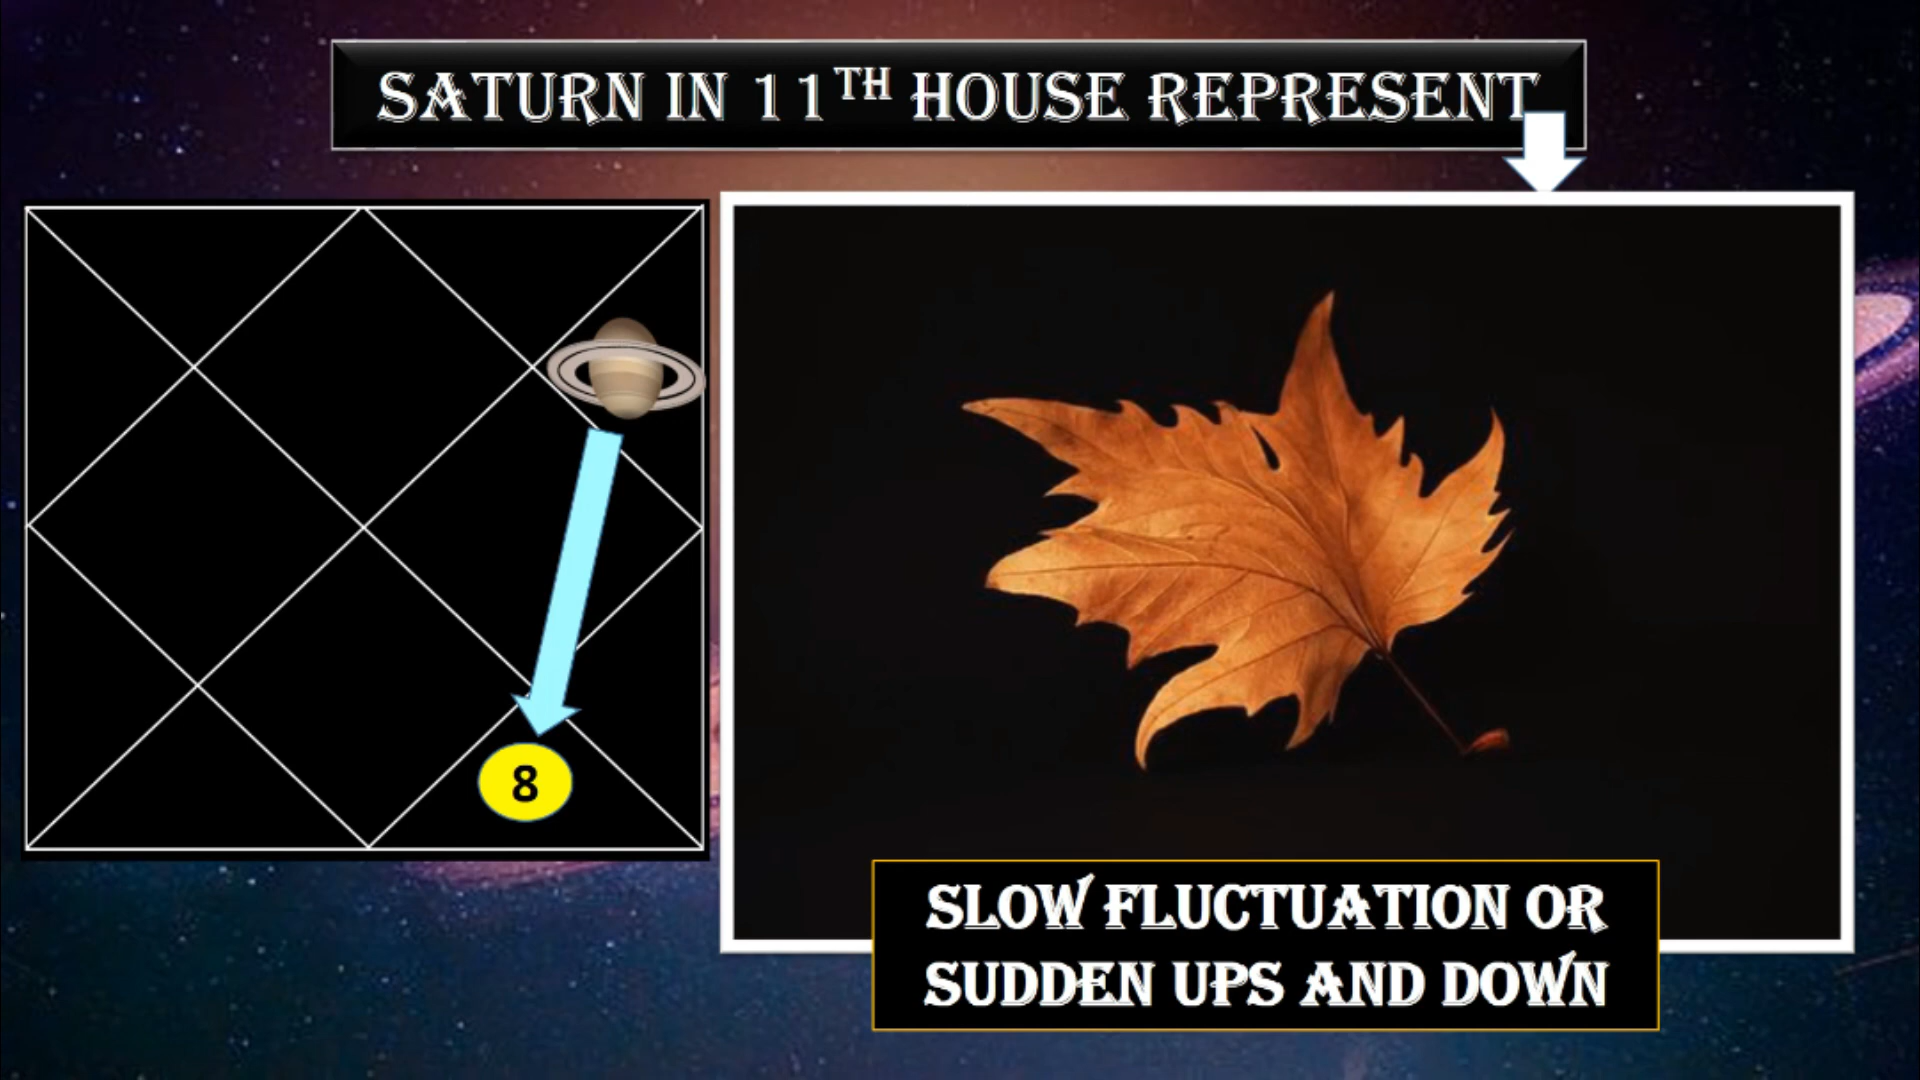 SATURN IN 11TH HOUSE REPRESENT
8
SLOW FLUCTUATION OR
SUDDEN UPS AND DOWN